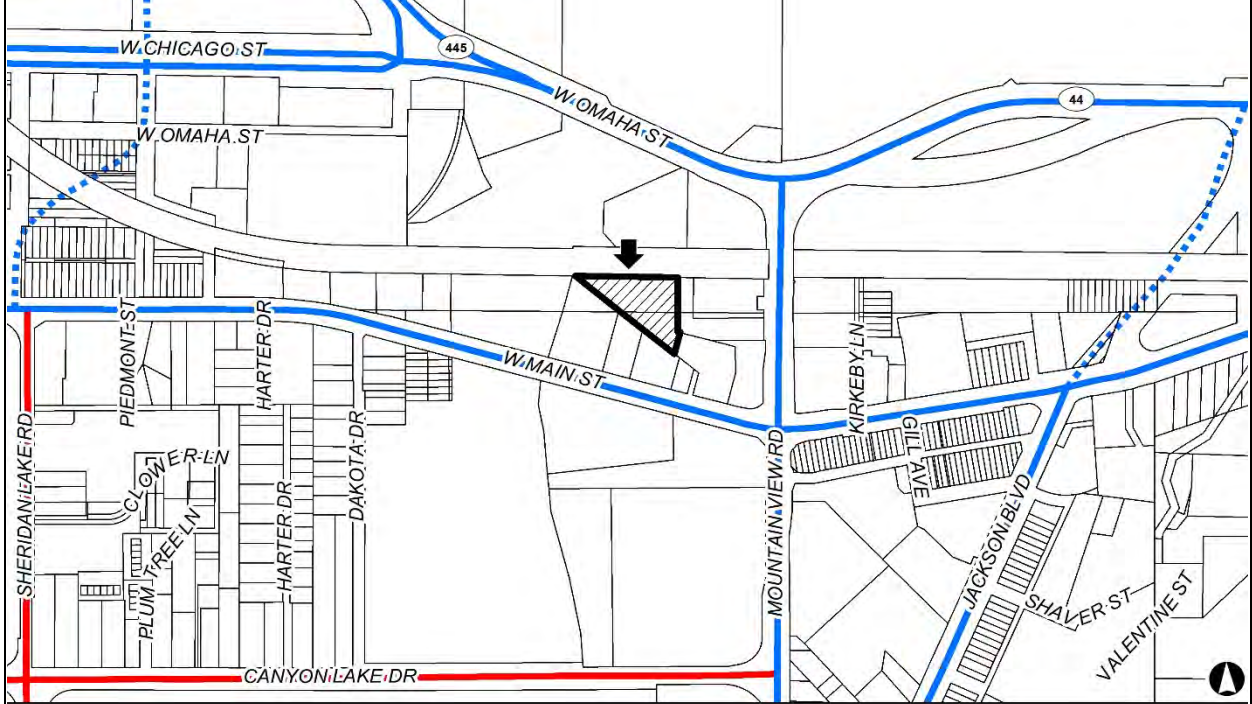 W CHICAGO ST
445
W OMAHA ST
44
W OMAHA ST
PIEDMONT ST
HARTER DR
W MAIN ST
KIRKEBY LN
GILL AVE
DAKOTA DR
SHERIDAN LAKE RD
CLOWER LN
PLUM TREE LN
HARTER DR
MOUNTAIN VIEW RD
JACKSON BLVD
SHAVER ST
VALENTINE ST
CANYON LAKE DR